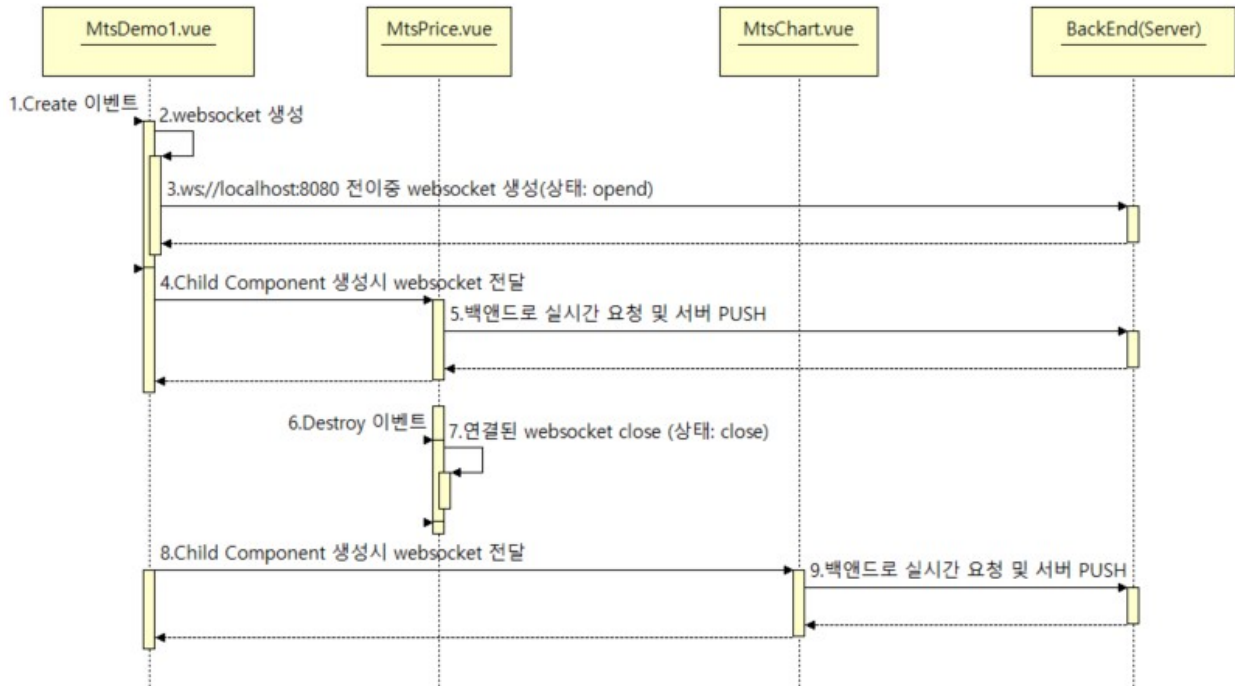 MtsDemo1.vue
MtsPrice.vue
MtsChart.vue
BackEnd(Server)
1.Create 이벤트
2.websocket 생성
3.ws://localhost:8080 전이중 websocket 생성(상태: opend)
4.Child Component 생성시 websocket 전달
5.백앤드로 실시간 요청 및 서버 PUSH
6.Destroy 이벤트
7.연결된 websocket close (상태: close)
8.Child Component 생성시 websocket 전달
9.백앤드로 실시간 요청 및 서버 PUSH